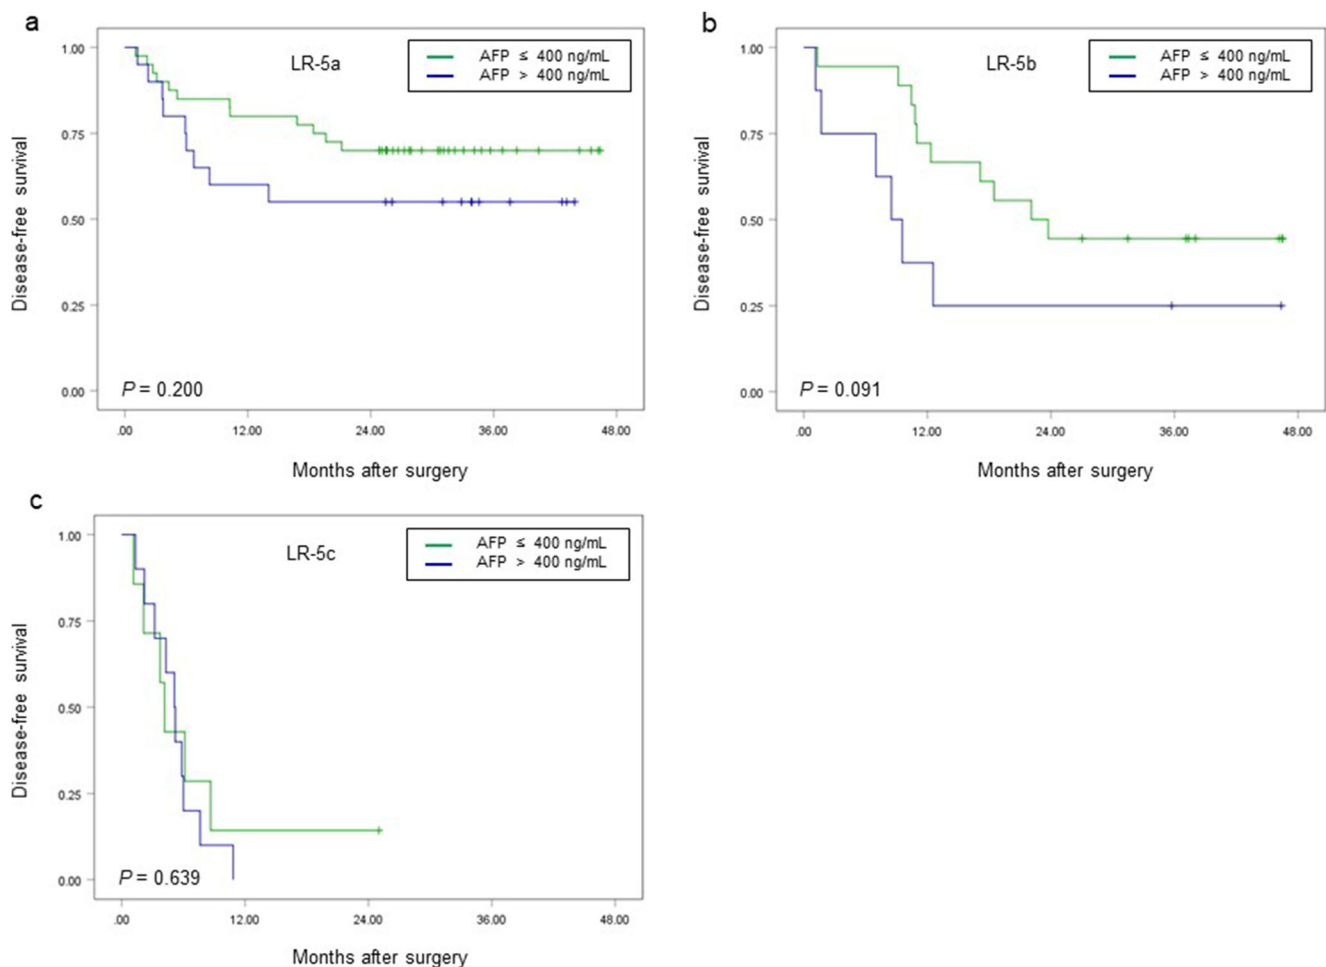 a
LR-5a
AFP ≤ 400 ng/mL
AFP > 400 ng/mL
Disease-free survival
1.00
0.75
0.50
0.25
0.00
P = 0.200
.00 12.00 24.00 36.00 48.00
Months after surgery
b
LR-5b
AFP ≤ 400 ng/mL
AFP > 400 ng/mL
Disease-free survival
1.00
0.75
0.50
0.25
0.00
P = 0.091
.00 12.00 24.00 36.00 48.00
Months after surgery
c
LR-5c
AFP ≤ 400 ng/mL
AFP > 400 ng/mL
Disease-free survival
1.00
0.75
0.50
0.25
0.00
P = 0.639
.00 12.00 24.00 36.00 48.00
Months after surgery